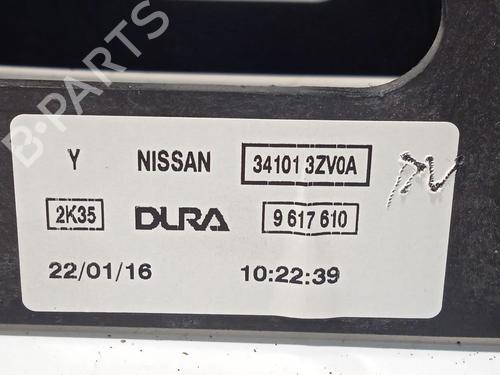 B-PARTS
Y NISSAN 34101 3ZV0A
2K35 DURA 9 617 610
22/01/16 10:22:39